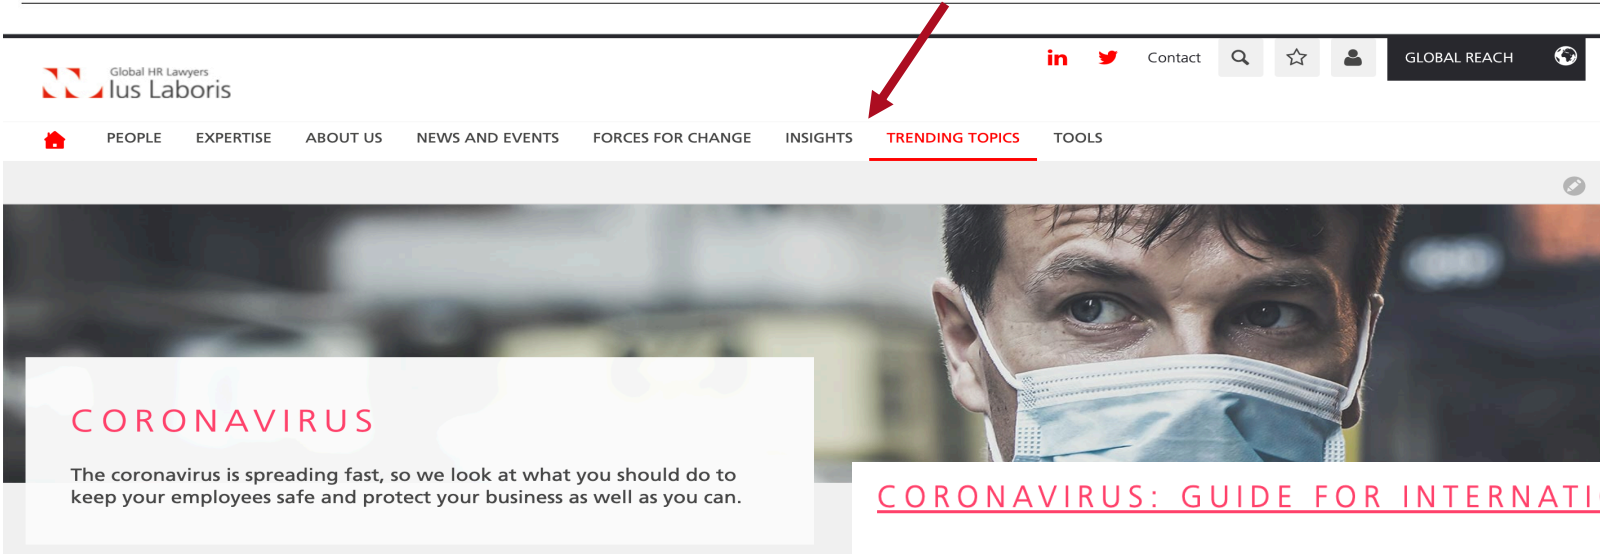 in Contact GLOBAL REACH
Global HR Lawyers
Ius Laboris
PEOPLE EXPERTISE ABOUT US NEWS AND EVENTS FORCES FOR CHANGE INSIGHTS TRENDING TOPICS TOOLS
CORONAVIRUS
The coronavirus is spreading fast, so we look at what you should do to
keep your employees safe and protect your business as well as you can.
CORONAVIRUS: GUIDE FOR